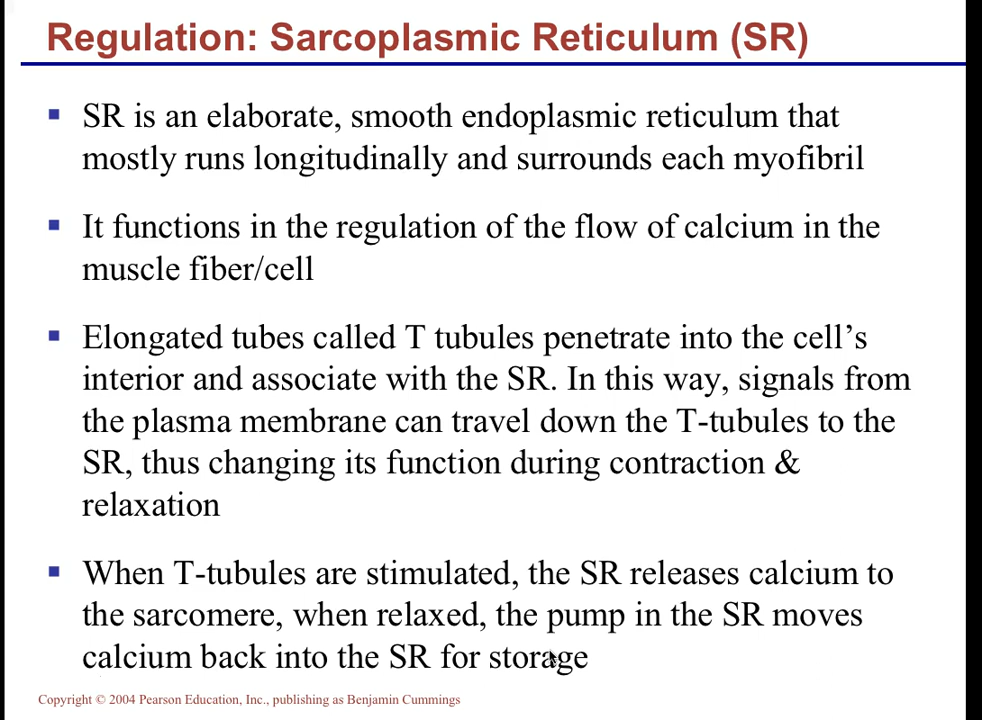 Regulation: Sarcoplasmic Reticulum (SR)
▪ SR is an elaborate, smooth endoplasmic reticulum that
mostly runs longitudinally and surrounds each myofibril
▪ It functions in the regulation of the flow of calcium in the
muscle fiber/cell
▪ Elongated tubes called T tubules penetrate into the cell’s
interior and associate with the SR. In this way, signals from
the plasma membrane can travel down the T-tubules to the
SR, thus changing its function during contraction &
relaxation
▪ When T-tubules are stimulated, the SR releases calcium to
the sarcomere, when relaxed, the pump in the SR moves
calcium back into the SR for storage
Copyright © 2004 Pearson Education, Inc., publishing as Benjamin Cummings